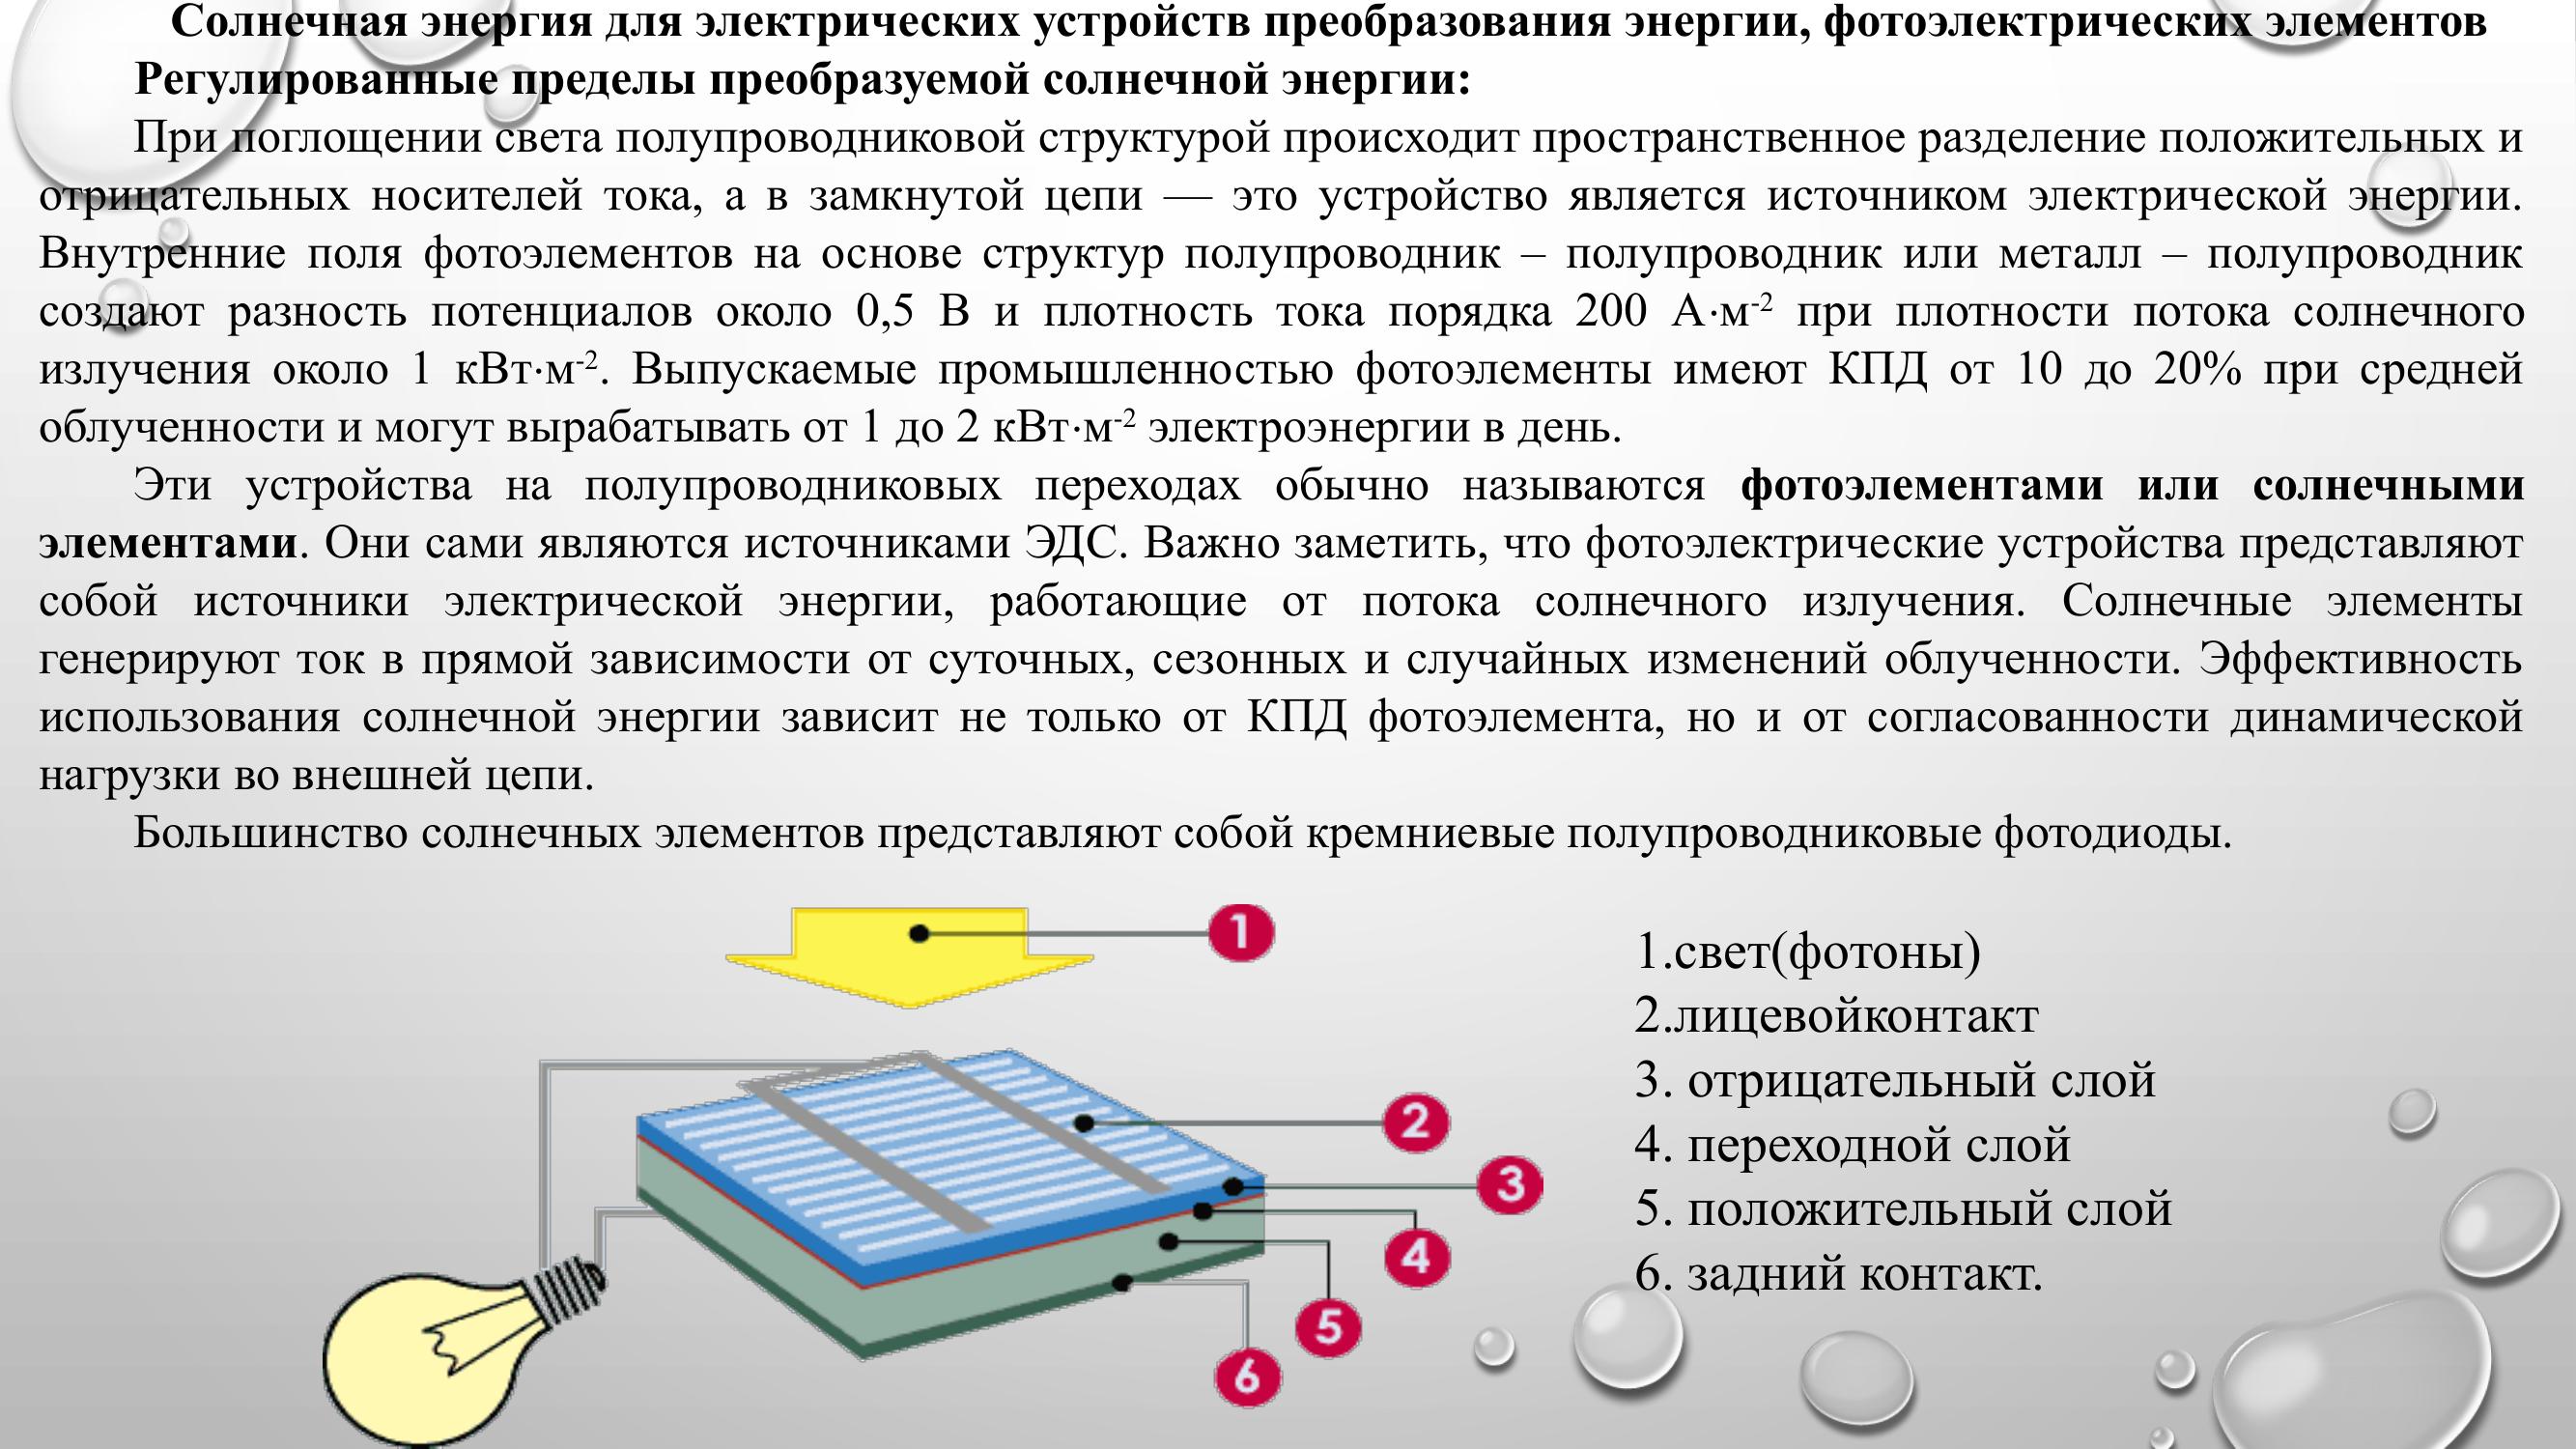 Солнечная энергия для электрических устройств преобразования энергии, фотоэлектрических элементов
Регулированные пределы преобразуемой солнечной энергии:
При поглощении света полупроводниковой структурой происходит пространственное разделение положительных и
отрицательных носителей тока, а в замкнутой цепи — это устройство является источником электрической энергии.
Внутренние поля фотоэлементов на основе структур полупроводник – полупроводник или металл – полупроводник
создают разность потенциалов около 0,5 В и плотность тока порядка 200 А·м-2 при плотности потока солнечного
излучения около 1 кВт·м-2. Выпускаемые промышленностью фотоэлементы имеют КПД от 10 до 20% при средней
облученности и могут вырабатывать от 1 до 2 кВт·м-2 электроэнергии в день.
Эти устройства на полупроводниковых переходах обычно называются фотоэлементами или солнечными
элементами. Они сами являются источниками ЭДС. Важно заметить, что фотоэлектрические устройства представляют
собой источники электрической энергии, работающие от потока солнечного излучения. Солнечные элементы
генерируют ток в прямой зависимости от суточных, сезонных и случайных изменений облученности. Эффективность
использования солнечной энергии зависит не только от КПД фотоэлемента, но и от согласованности динамической
нагрузки во внешней цепи.
Большинство солнечных элементов представляют собой кремниевые полупроводниковые фотодиоды.
1
2
3
4
5
6
1.свет(фотоны)
2.лицевойконтакт
3. отрицательный слой
4. переходной слой
5. положительный слой
6. задний контакт.